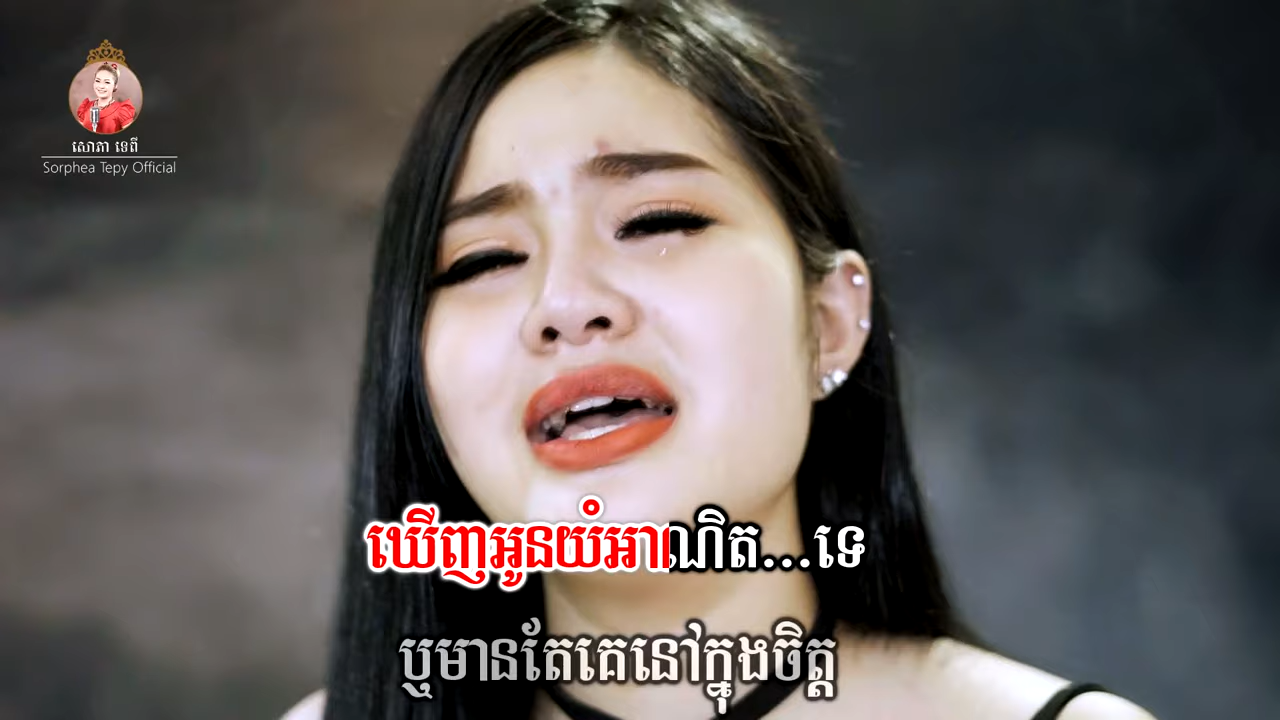 សោភា ទេពី
Sorphea Tepy Official
ឃើញអូនយំអាណិត...ទេ
ឬមានតែគេនៅក្នុងចិត្ត